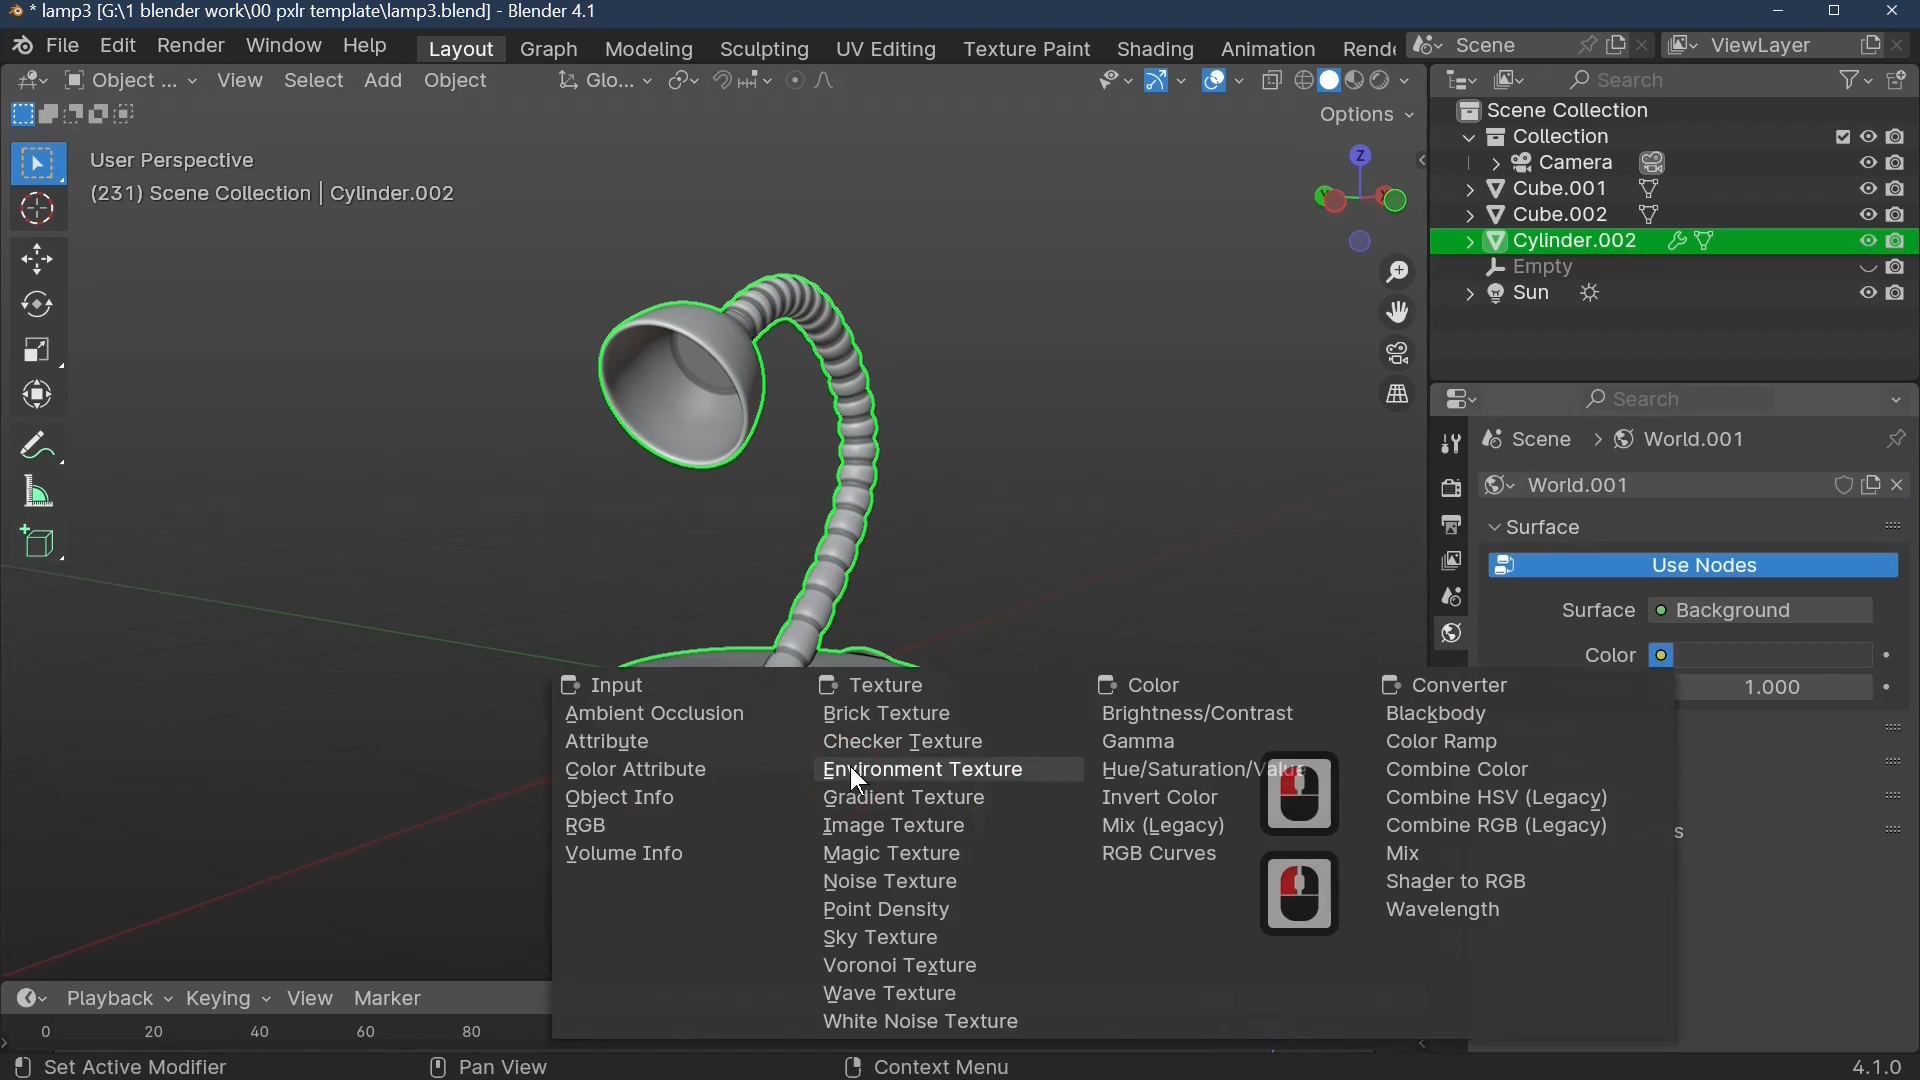 * lamp3 [G:\1 blender work\00 pxlr template\lamp3.blend] - Blender 4.1
File Edit Render Window Help
Layout Graph Modeling Sculpting UV Editing Texture Paint Shading Animation Rende
Scene
ViewLayer
Object ... View Select Add Object
Glo...
Search
Options
User Perspective
(231) Scene Collection | Cylinder.002
Z
Y
X
Scene Collection
Collection
Camera
Cube.001
Cube.002
Cylinder.002
Empty
Sun
Search
Scene > World.001
World.001
Surface
Use Nodes
Surface Background
Color
1.000
s
Input
Ambient Occlusion
Attribute
Color Attribute
Object Info
RGB
Volume Info
Texture
Brick Texture
Checker Texture
Environment Texture
Gradient Texture
Image Texture
Magic Texture
Noise Texture
Point Density
Sky Texture
Voronoi Texture
Wave Texture
White Noise Texture
Color
Brightness/Contrast
Gamma
Hue/Saturation/Value
Invert Color
Mix (Legacy)
RGB Curves
Converter
Blackbody
Color Ramp
Combine Color
Combine HSV (Legacy)
Combine RGB (Legacy)
Mix
Shader to RGB
Wavelength
Playback Keying View Marker
0 20 40 60 80
Set Active Modifier
Pan View
Context Menu
4.1.0